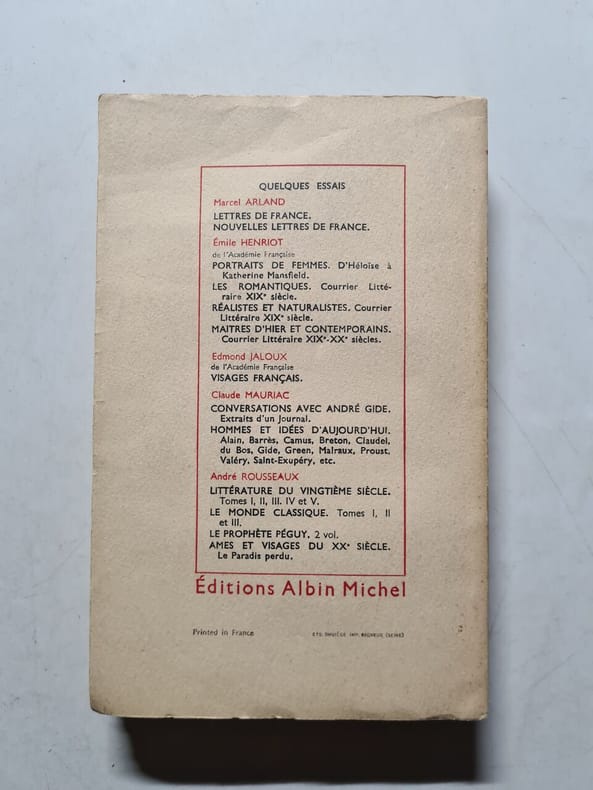 QUELQUES ESSAIS
Marcel ARLAND
LETTRES DE FRANCE.
NOUVELLES LETTRES DE FRANCE.
Émile HENRIOT
de l'Académie Française
PORTRAITS DE FEMMES. D'Héloïse à
Katherine Mansfield.
LES ROMANTIQUES. Courrier Litté-
raire XIXe siècle.
RÉALISTES ET NATURALISTES. Courrier
Littéraire XIXe siècle.
MAITRES D'HIER ET CONTEMPORAINS.
Courrier Littéraire XIXe-XXe siècles.
Edmond JALOUX
de l'Académie Française
VISAGES FRANÇAIS.
Claude MAURIAC
CONVERSATIONS AVEC ANDRÉ GIDE.
Extraits d'un Journal.
HOMMES ET IDÉES D'AUJOURD'HUI.
Alain, Barrès, Camus, Breton, Claudel,
du Bos, Gide, Green, Malraux, Proust,
Valéry, Saint-Exupéry, etc.
André ROUSSEAUX
LITTÉRATURE DU VINGTIÈME SIÈCLE.
Tomes I, II, III. IV et V.
LE MONDE CLASSIQUE. Tomes I, II
et III.
LE PROPHÈTE PÉGUY. 2 vol.
AMES ET VISAGES DU XXe SIÈCLE.
Le Paradis perdu.
Éditions Albin Michel
Printed in France
IMP. BAGNEUX (SEINE)